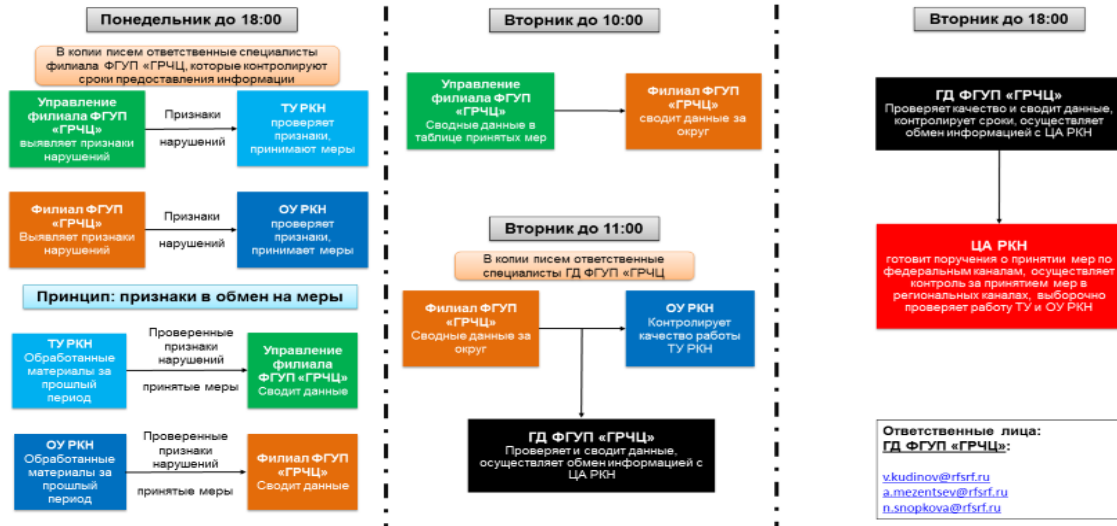 Понедельник до 18:00
В копии писем ответственные специалисты
филиала ФГУП «ГРЧЦ, которые контролируют
сроки предоставления информации
Управление
филиала ФГУП
«ГРЧЦ»
выявляет признаки
нарушений
Признаки
нарушений
ТУ РКН
проверяет
признаки,
принимают меры
Филиал ФГУП
«ГРЧЦ»
Выявляет признаки
нарушений
Признаки
нарушений
ОУ РКН
проверяет
признаки,
принимает меры
Принцип: признаки в обмен на меры
ТУ РКН
Обработанные
материалы за
прошлый
период
Проверенные
признаки
нарушений
принятые меры
Управление
филиала
ФГУП «ГРЧЦ»
Сводит данные
ОУ РКН
Обработанные
материалы за
прошлый
период
Проверенные
признаки
нарушений
принятые меры
Филиал ФГУП
«ГРЧЦ»
Сводит данные
Вторник до 10:00
Управление
филиала ФГУП
«ГРЧЦ»
Сводные данные в
таблице принятых мер
Филиал ФГУП
«ГРЧЦ»
сводит данные за
округ
Вторник до 11:00
В копии писем ответственные
специалисты ГД ФГУП «ГРЧЦ
Филиал ФГУП
«ГРЧЦ»
Сводные данные за
округ
ОУ РКН
Контролирует
качество работы
ТУ РКН
ГД ФГУП «ГРЧЦ»
Проверяет и сводит данные,
осуществляет обмен информацией с
ЦА РКН
Вторник до 18:00
ГД ФГУП «ГРЧЦ»
Проверяет качество и сводит данные,
контролирует сроки, осуществляет
обмен информацией с ЦА РКН
ЦА РКН
готовит поручения о принятии мер по
федеральным каналам, осуществляет
контроль за принятием мер в
региональных каналах, выборочно
проверяет работу ТУ и ОУ РКН
Ответственные лица:
ГД ФГУП «ГРЧЦ»:
v.kudinov@rfsrf.ru
a.mezentsev@rfsrf.ru
n.snopkova@rfsrf.ru